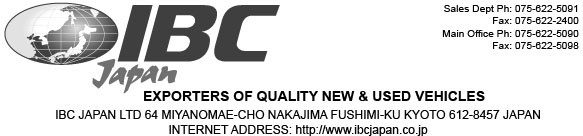 Sales Dept Ph: 075-622-5091
Fax: 075-622-2400
Main Office Ph: 075-622-5090
Fax: 075-622-5098
IBC
Japan
EXPORTERS OF QUALITY NEW & USED VEHICLES
IBC JAPAN LTD 64 MIYANOMAE-CHO NAKAJIMA FUSHIMI-KU KYOTO 612-8457 JAPAN
INTERNET ADDRESS: http://www.ibcjapan.co.jp